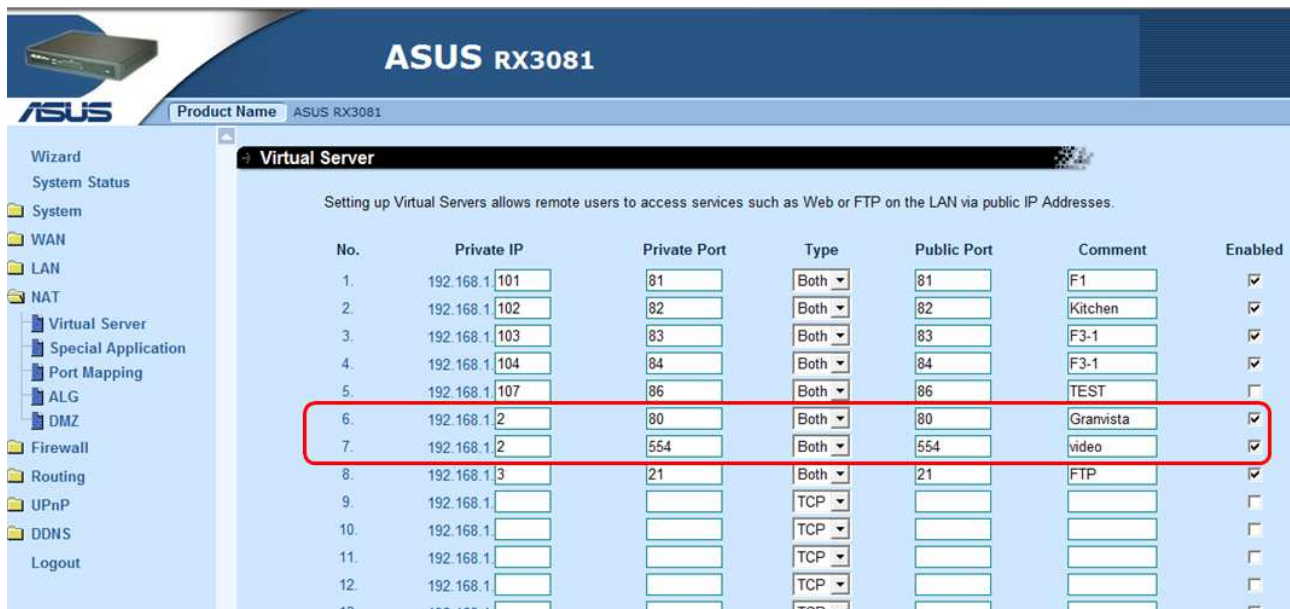 ASUS RX3081
ASUS
Product Name ASUS RX3081
Wizard
System Status
System
WAN
LAN
NAT
Virtual Server
Special Application
Port Mapping
ALG
DMZ
Firewall
Routing
UPnP
DDNS
Logout
Virtual Server
Setting up Virtual Servers allows remote users to access services such as Web or FTP on the LAN via public IP Addresses.
No. Private IP Private Port Type Public Port Comment Enabled
1. 192.168.1.101 81 Both 81 F1
2. 192.168.1.102 82 Both 82 Kitchen
3. 192.168.1.103 83 Both 83 F3-1
4. 192.168.1.104 84 Both 84 F3-1
5. 192.168.1.107 86 Both 86 TEST
6. 192.168.1.2 80 Both 80 Granvista
7. 192.168.1.2 554 Both 554 video
8. 192.168.1.3 21 Both 21 FTP
9. 192.168.1. TCP
10. 192.168.1. TCP
11. 192.168.1. TCP
12. 192.168.1. TCP